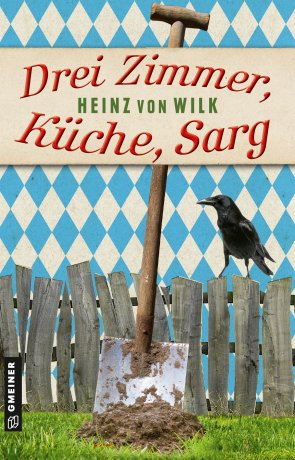 Drei Zimmer,
HEINZ VON WILK
Küche, Sarg
GMEINER